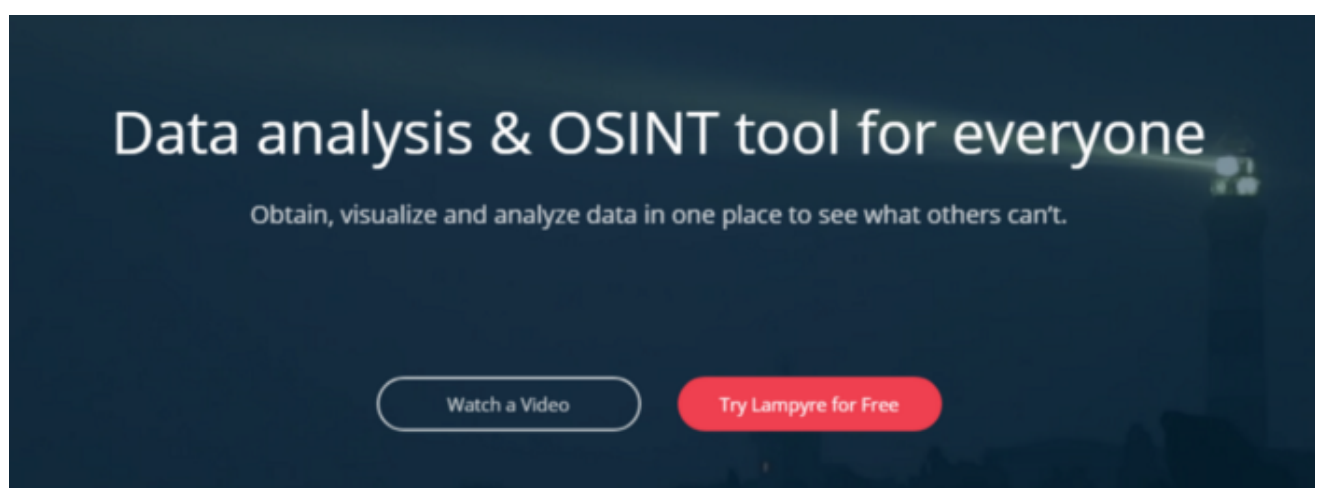 Data analysis & OSINT tool for everyone
Obtain, visualize and analyze data in one place to see what others can't.
Watch a Video
Try Lampyre for Free